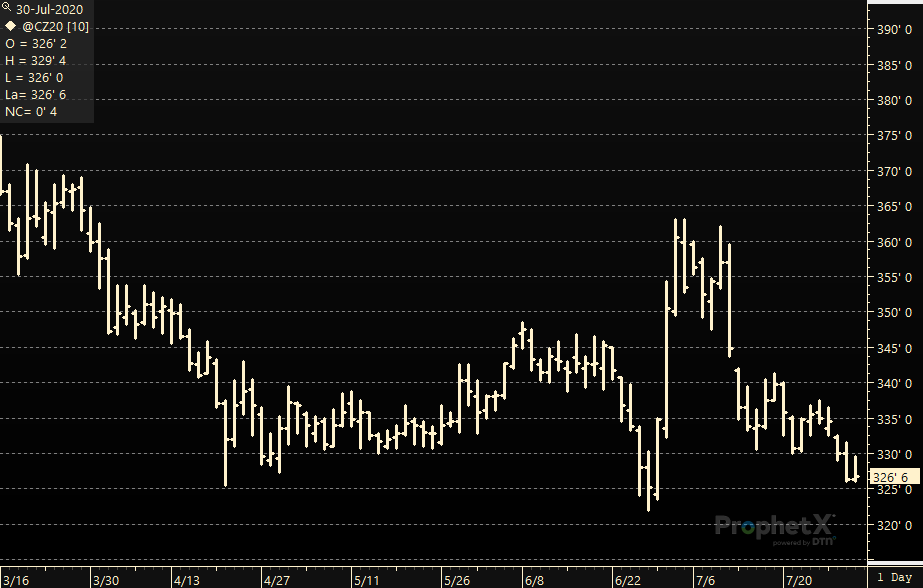 30-Jul-2020
@CZ20 [10]
O = 326' 2
H = 329' 4
L = 326' 0
La= 326' 6
NC= 0' 4
390' 0
385' 0
380' 0
375' 0
370' 0
365' 0
360' 0
355' 0
350' 0
345' 0
340' 0
335' 0
330' 0
326' 6
325' 0
320' 0
ProphetX
powered by DTN
3/16 3/30 4/13 4/27 5/11 5/26 6/8 6/22 7/6 7/20 1 Day